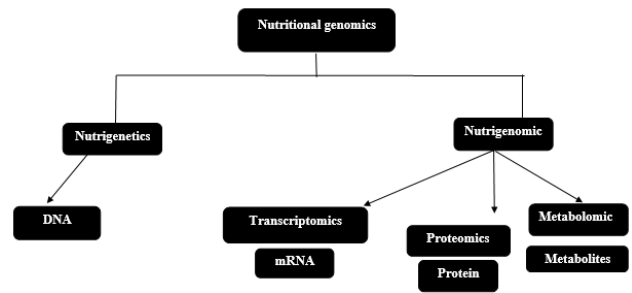 Nutritional genomics
Nutrigenetics
Nutrigenomic
DNA
Transcriptomics
mRNA
Proteomics
Protein
Metabolomic
Metabolites